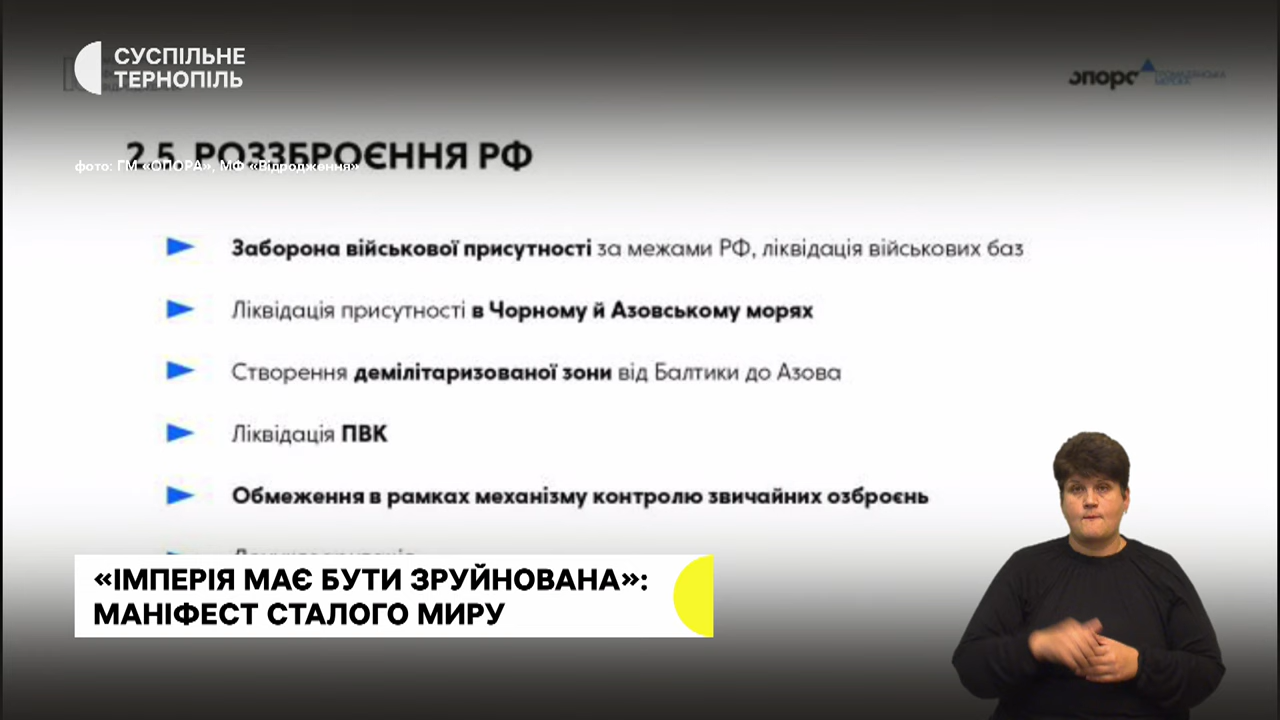 СУСПІЛЬНЕ
ТЕРНОПІЛЬ
опора
2.5. РОЗЗБРОЄННЯ РФ
фото: ГМ «ОПОРА», МФ «Відродження»
Заборона військової присутності за межами РФ, ліквідація військових баз
Ліквідація присутності в Чорному й Азовському морях
Створення демілітаризованої зони від Балтики до Азова
Ліквідація ПВК
Обмеження в рамках механізму контролю звичайних озброєнь
«ІМПЕРІЯ МАЄ БУТИ ЗРУЙНОВАНА»:
МАНІФЕСТ СТАЛОГО МИРУ